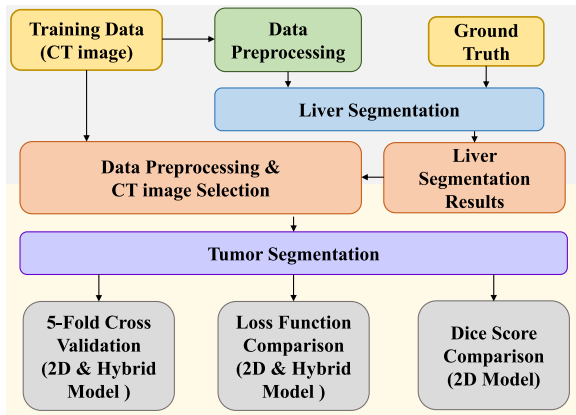 Training Data
(CT image)
Data
Preprocessing
Ground
Truth
Liver Segmentation
Data Preprocessing &
CT image Selection
Liver
Segmentation
Results
Tumor Segmentation
5-Fold Cross
Validation
(2D & Hybrid
Model )
Loss Function
Comparison
(2D & Hybrid
Model )
Dice Score
Comparison
(2D Model)